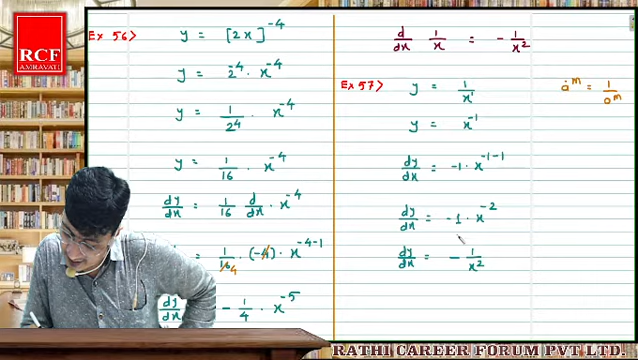 RCF
AMRAVATI
Ex 56> y = [2x]^-4
y = 2^-4 · x^-4
y = 1/2^4 · x^-4
y = 1/16 · x^-4
dy/dx = 1/16 d/dx · x^-4
= 1/16 4 · (-4) · x^-4-1
dy/dx - 1/4 · x^-5
d/dx 1/x = - 1/x^2
Ex 57> y = 1/x^1
a^-m = 1/a^m
y = x^-1
dy/dx = -1 · x^-1-1
dy/dx = -1 · x^-2
dy/dx = - 1/x^2
RATHI CAREER FORUM PVT LTD.